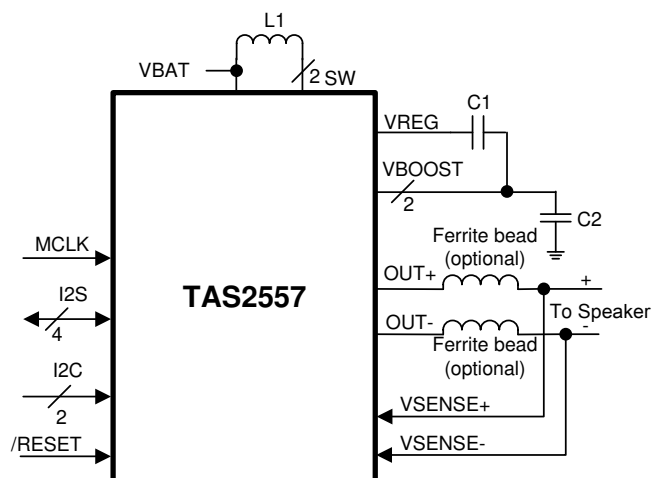 L1
VBAT
2 SW
C1
VREG
VBOOST
2
C2
Ferrite bead
(optional)
MCLK
OUT+
+
I2S
4
TAS2557
To Speaker
OUT-
-
Ferrite bead
(optional)
I2C
2
VSENSE+
/RESET
VSENSE-